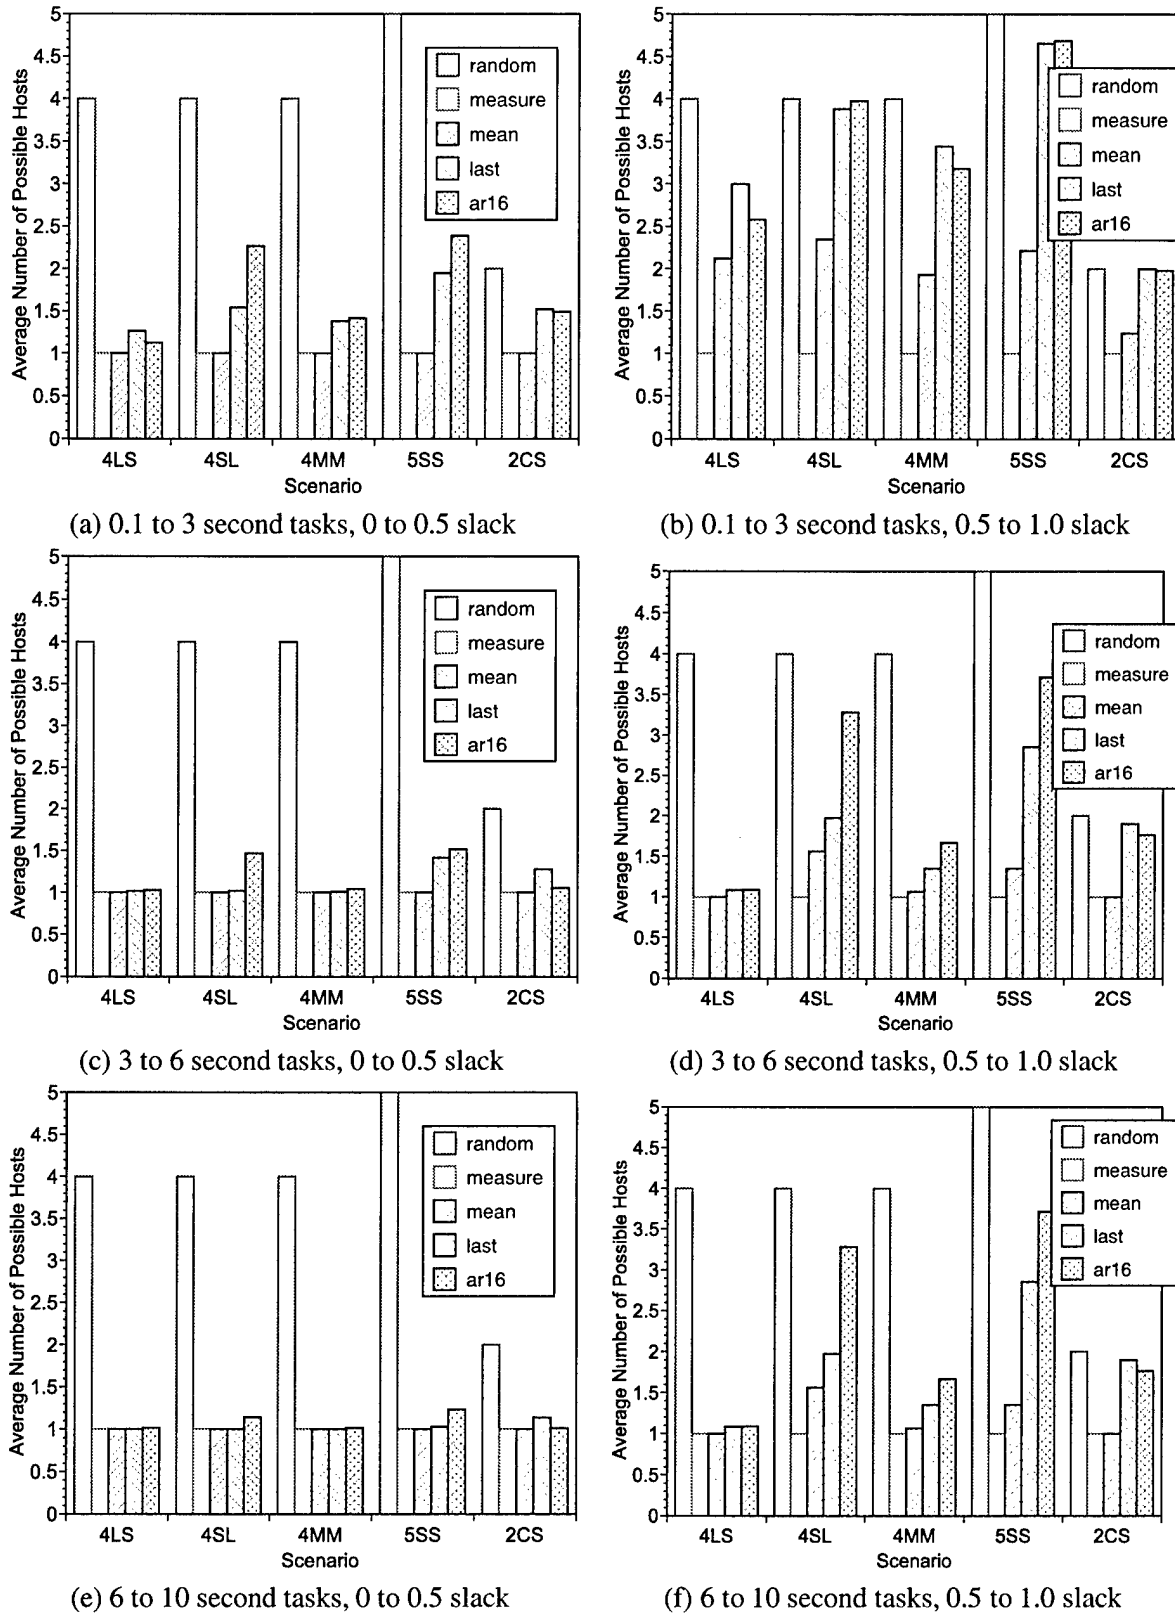 Average Number of Possible Hosts
5
4.5
4
3.5
3
2.5
2
1.5
1
0.5
0
random
measure
mean
last
ar16
4LS 4SL 4MM 5SS 2CS
Scenario
(a) 0.1 to 3 second tasks, 0 to 0.5 slack
Average Number of Possible Hosts
5
4.5
4
3.5
3
2.5
2
1.5
1
0.5
0
random
measure
mean
last
ar16
4LS 4SL 4MM 5SS 2CS
Scenario
(b) 0.1 to 3 second tasks, 0.5 to 1.0 slack
Average Number of Possible Hosts
5
4.5
4
3.5
3
2.5
2
1.5
1
0.5
0
random
measure
mean
last
ar16
4LS 4SL 4MM 5SS 2CS
Scenario
(c) 3 to 6 second tasks, 0 to 0.5 slack
Average Number of Possible Hosts
5
4.5
4
3.5
3
2.5
2
1.5
1
0.5
0
random
measure
mean
last
ar16
4LS 4SL 4MM 5SS 2CS
Scenario
(d) 3 to 6 second tasks, 0.5 to 1.0 slack
Average Number of Possible Hosts
5
4.5
4
3.5
3
2.5
2
1.5
1
0.5
0
random
measure
mean
last
ar16
4LS 4SL 4MM 5SS 2CS
Scenario
(e) 6 to 10 second tasks, 0 to 0.5 slack
Average Number of Possible Hosts
5
4.5
4
3.5
3
2.5
2
1.5
1
0.5
0
random
measure
mean
last
ar16
4LS 4SL 4MM 5SS 2CS
Scenario
(f) 6 to 10 second tasks, 0.5 to 1.0 slack